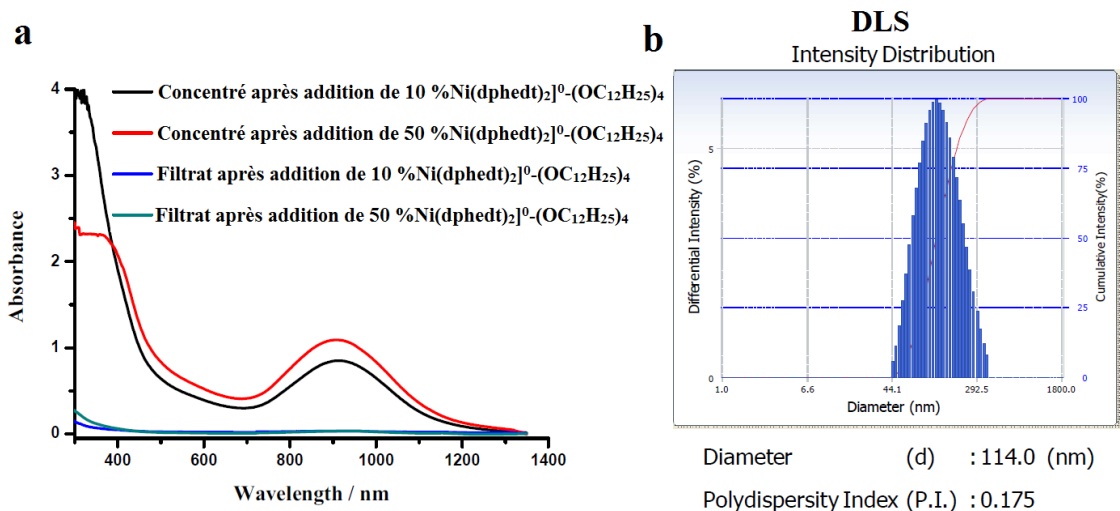 a
Concentré après addition de 10 %Ni(dphedt)₂]⁰-(OC₁₂H₂₅)₄
Concentré après addition de 50 %Ni(dphedt)₂]⁰-(OC₁₂H₂₅)₄
Filtrat après addition de 10 %Ni(dphedt)₂]⁰-(OC₁₂H₂₅)₄
Filtrat après addition de 50 %Ni(dphedt)₂]⁰-(OC₁₂H₂₅)₄
Absorbance
4
3
2
1
0
400 600 800 1000 1200 1400
Wavelength / nm
b
DLS
Intensity Distribution
Differential Intensity (%)
5
0
Cumulative Intensity(%)
100
75
50
25
0
1.0 6.6 44.1 292.5 1800.0
Diameter (nm)
Diameter (d) : 114.0 (nm)
Polydispersity Index (P.I.) : 0.175